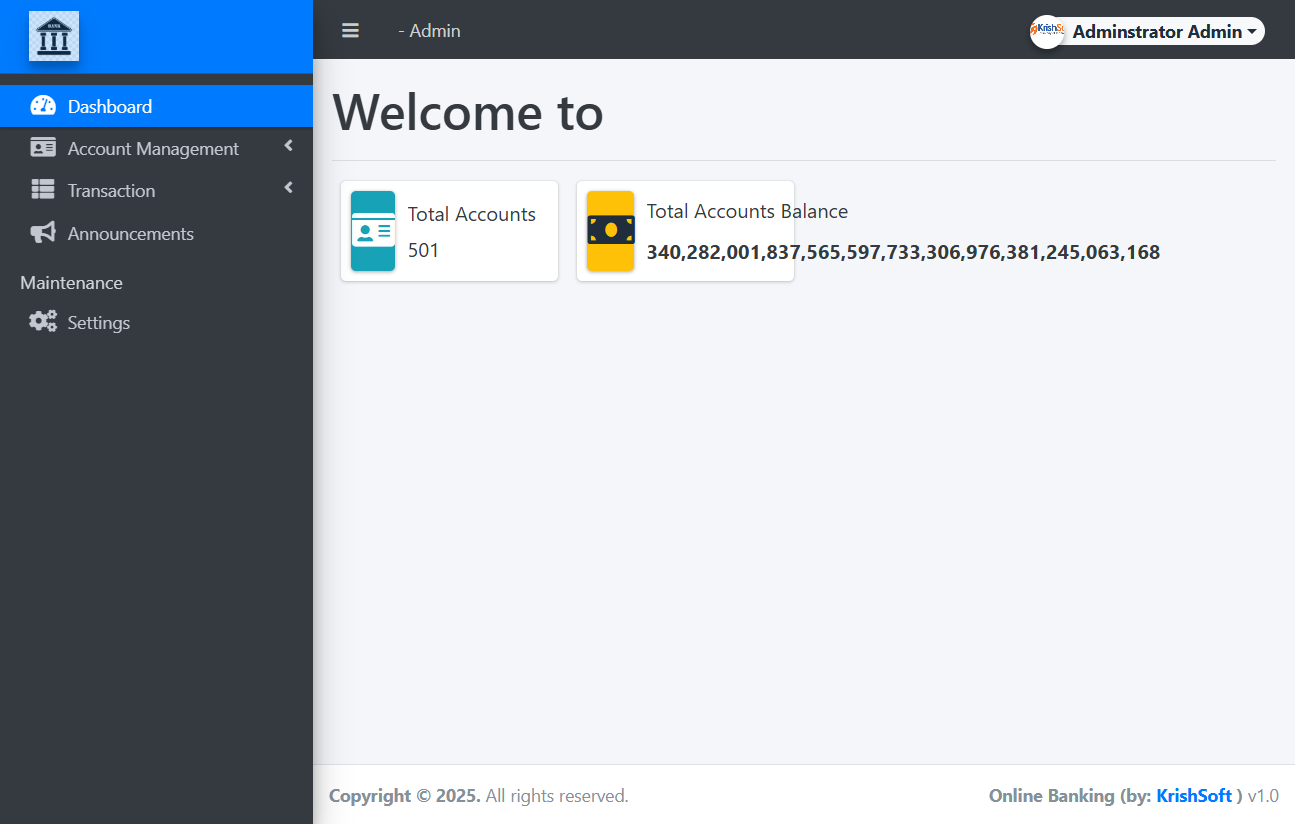 BANK
- Admin
Adminstrator Admin
Dashboard
Account Management
Transaction
Announcements
Maintenance
Settings
Welcome to
Total Accounts
501
Total Accounts Balance
340,282,001,837,565,597,733,306,976,381,245,063,168
Copyright © 2025. All rights reserved.
Online Banking (by: KrishSoft ) v1.0